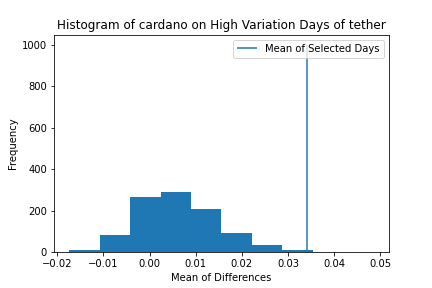 Histogram of cardano on High Variation Days of tether
Mean of Selected Days
1000
800
600
400
200
0
Frequency
−0.02 −0.01 0.00 0.01 0.02 0.03 0.04 0.05
Mean of Differences